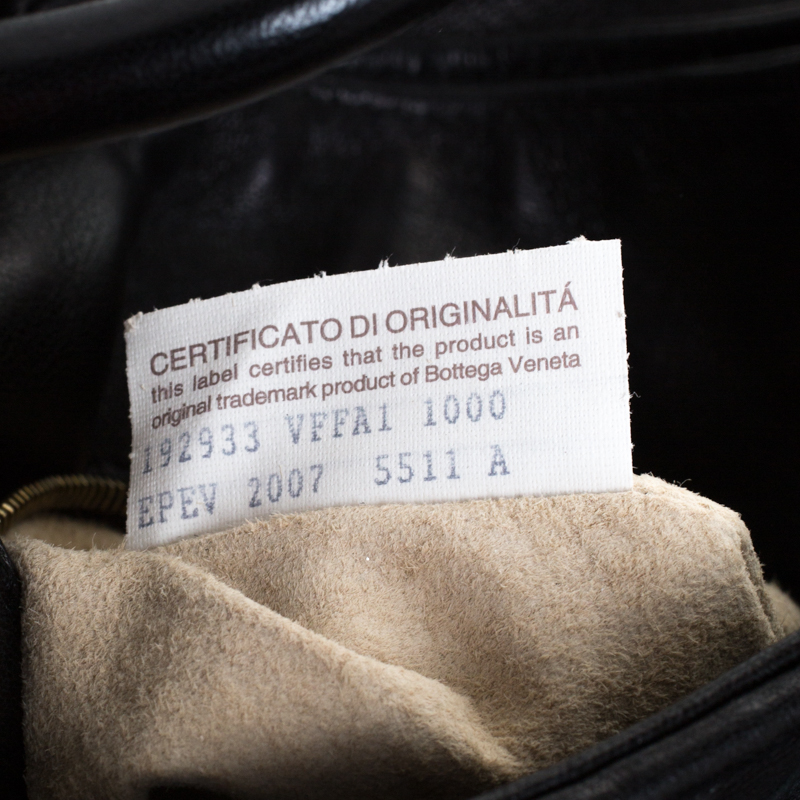 CERTIFICATO DI ORIGINALITÁ
this label certifies that the product is an
original trademark product of Bottega Veneta
192933 VFFA1 1000
EPEV 2007 5511 A